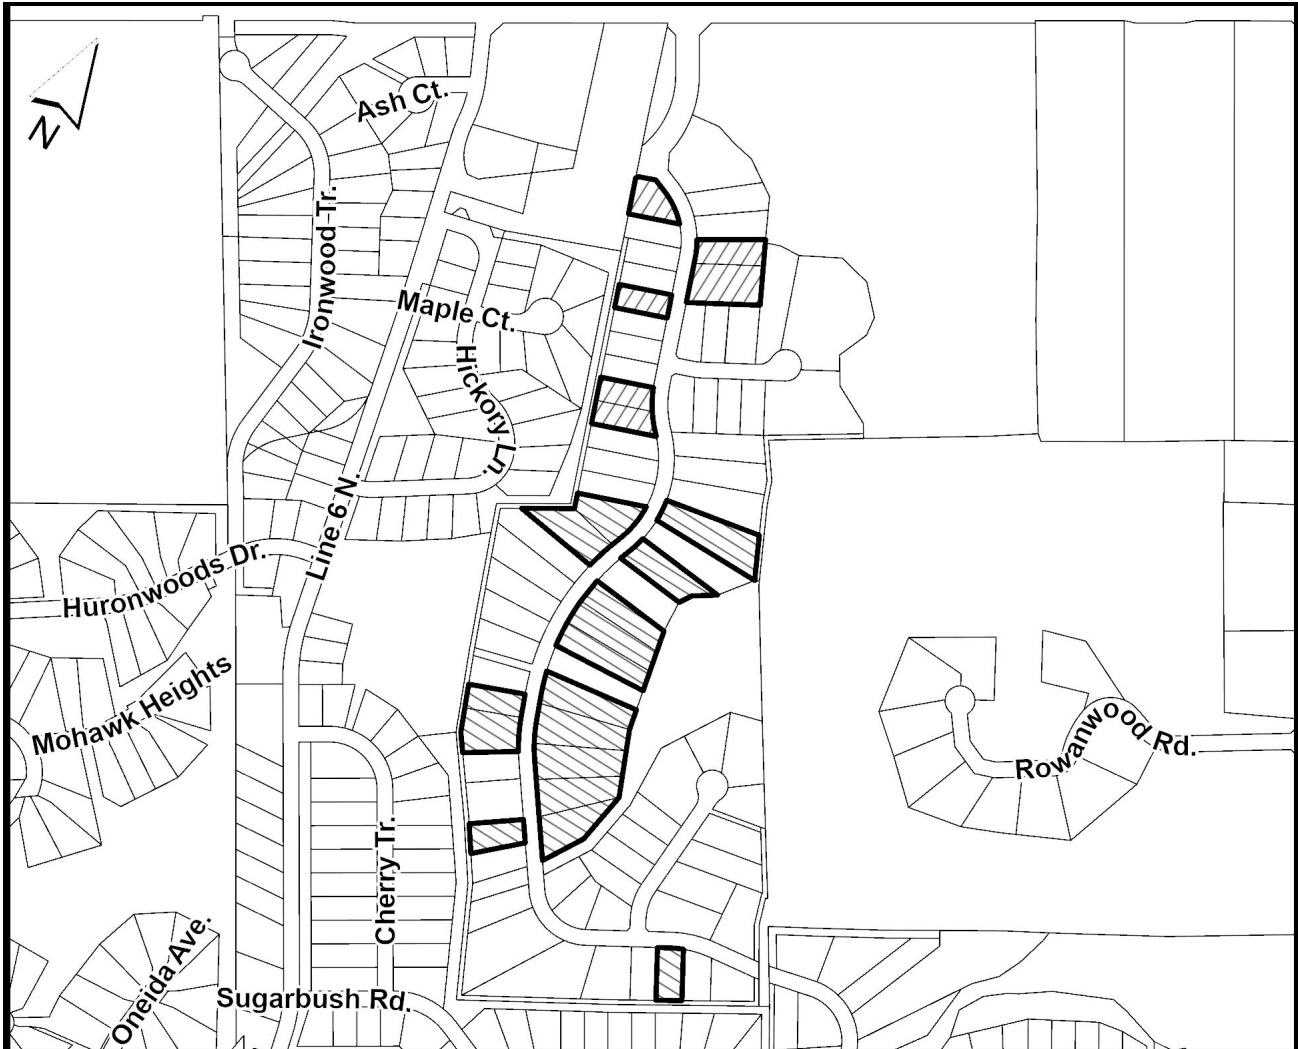 N
Ash Ct.
Ironwood Tr.
Maple Ct.
Hickory Ln.
Line 6 N.
Huronwoods Dr.
Mohawk Heights
Rowanwood Rd.
Cherry Tr.
Oneida Ave.
Sugarbush Rd.